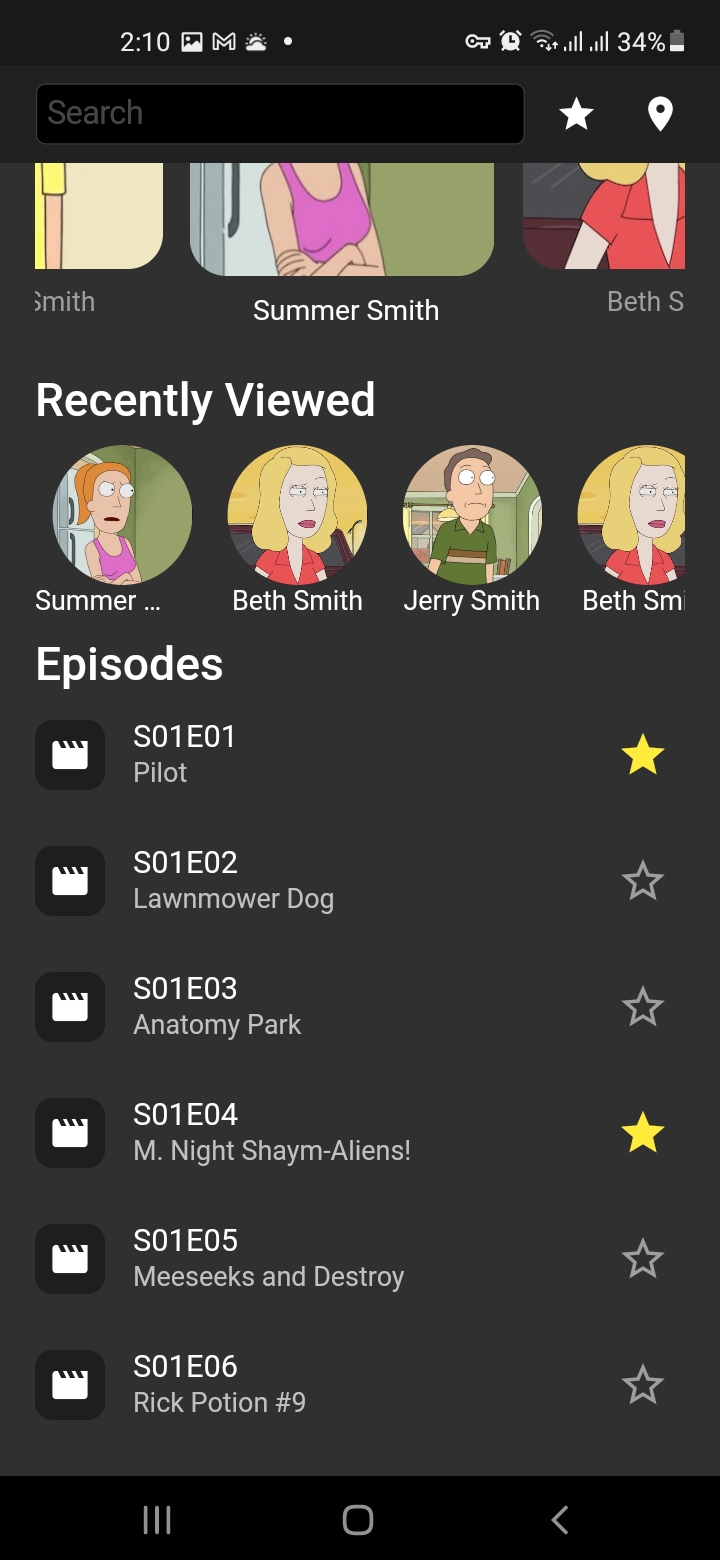 2:10
34%
Search
Smith
Summer Smith
Beth S
Recently Viewed
Summer ...
Beth Smith
Jerry Smith
Beth Smi
Episodes
S01E01
Pilot
S01E02
Lawnmower Dog
S01E03
Anatomy Park
S01E04
M. Night Shaym-Aliens!
S01E05
Meeseeks and Destroy
S01E06
Rick Potion #9